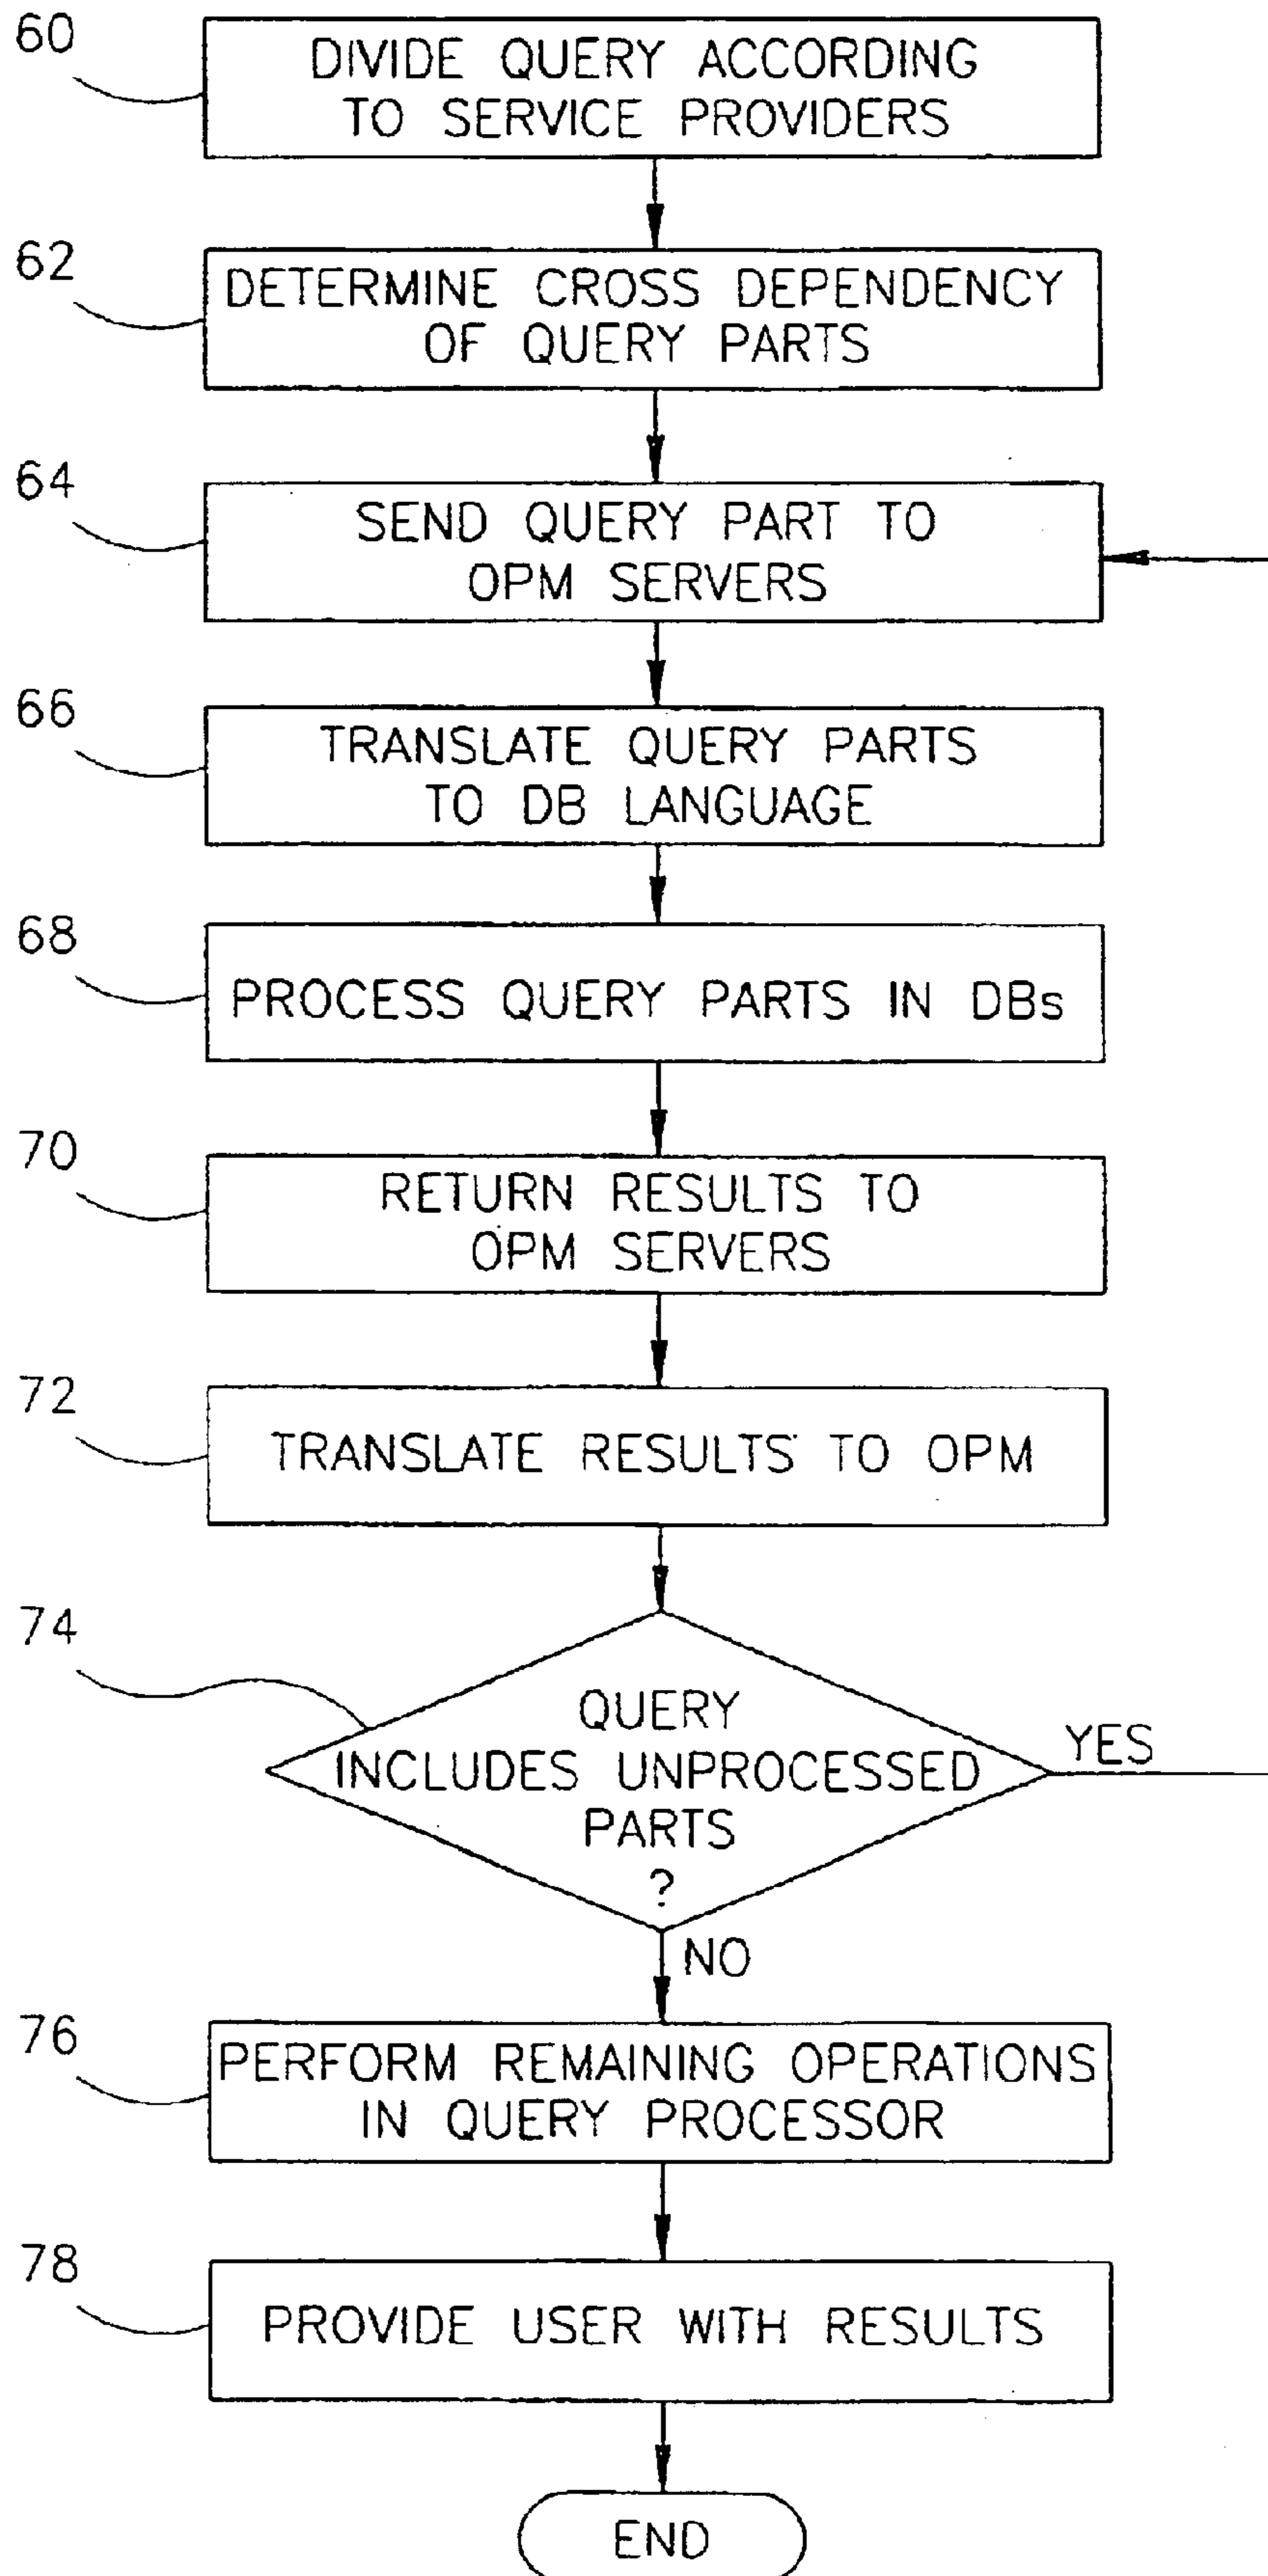 60
DIVIDE QUERY ACCORDING
TO SERVICE PROVIDERS
62
DETERMINE CROSS DEPENDENCY
OF QUERY PARTS
64
SEND QUERY PART TO
OPM SERVERS
66
TRANSLATE QUERY PARTS
TO DB LANGUAGE
68
PROCESS QUERY PARTS IN DBs
70
RETURN RESULTS TO
OPM SERVERS
72
TRANSLATE RESULTS TO OPM
74
QUERY
INCLUDES UNPROCESSED
PARTS
?
YES
NO
76
PERFORM REMAINING OPERATIONS
IN QUERY PROCESSOR
78
PROVIDE USER WITH RESULTS
END